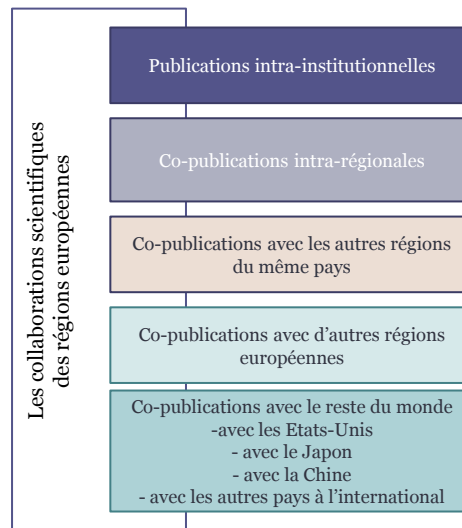 Les collaborations scientifiques
des régions européennes
Publications intra-institutionnelles
Co-publications intra-régionales
Co-publications avec les autres régions
du même pays
Co-publications avec d'autres régions
européennes
Co-publications avec le reste du monde
-avec les Etats-Unis
- avec le Japon
- avec la Chine
- avec les autres pays à l'international